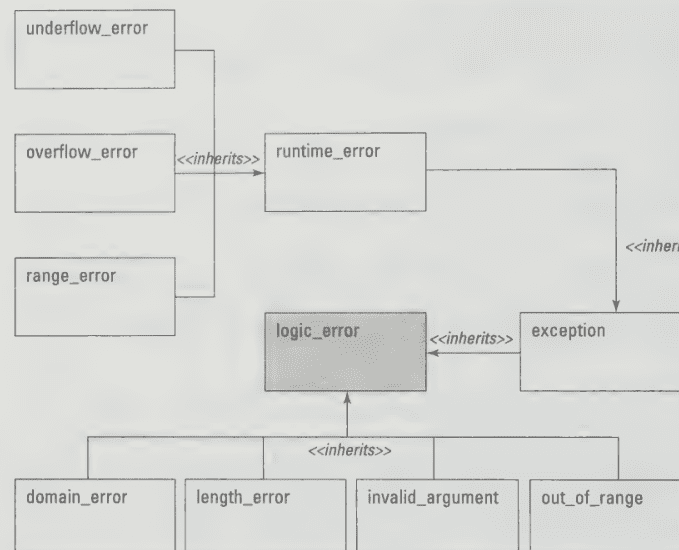 underflow_error
overflow_error
<<inherits>>
runtime_error
range_error
logic_error
<<inherits>>
exception
<<inherits>>
domain_error
length_error
invalid_argument
out_of_range